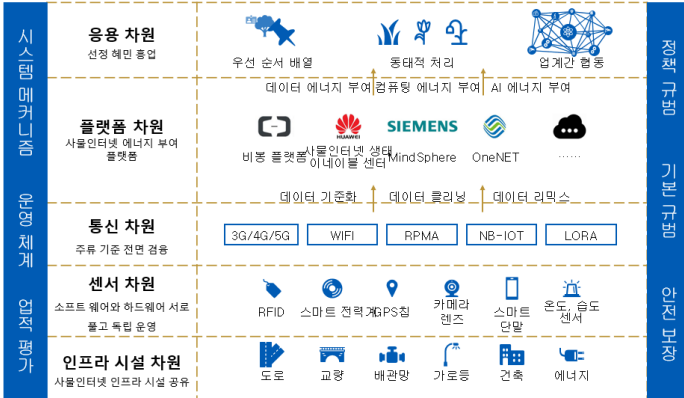 시스템 메커니즘
운영 체계
업적 평가
응용 차원
선정 혜민 흥업
우선 순서 배열
동태적 처리
업계간 협동
데이터 에너지 부여
컴퓨팅 에너지 부여
AI 에너지 부여
플랫폼 차원
사물인터넷 에너지 부여
플랫폼
HUAWEI
SIEMENS
비봉 플랫폼
사물인터넷 생태
이네이블 센터
MindSphere
OneNET
……
데이터 기준화
데이터 클리닝
데이터 리믹스
통신 차원
주류 기준 전면 겸용
3G/4G/5G
WIFI
RPMA
NB-IOT
LORA
센서 차원
소프트 웨어와 하드웨어 서로
풀고 독립 운영
RFID
스마트 전력계
GPS칩
카메라
렌즈
스마트
단말
온도, 습도
센서
인프라 시설 차원
사물인터넷 인프라 시설 공유
도로
교량
배관망
가로등
건축
에너지
정책 규범
기본 규범
안전 보장